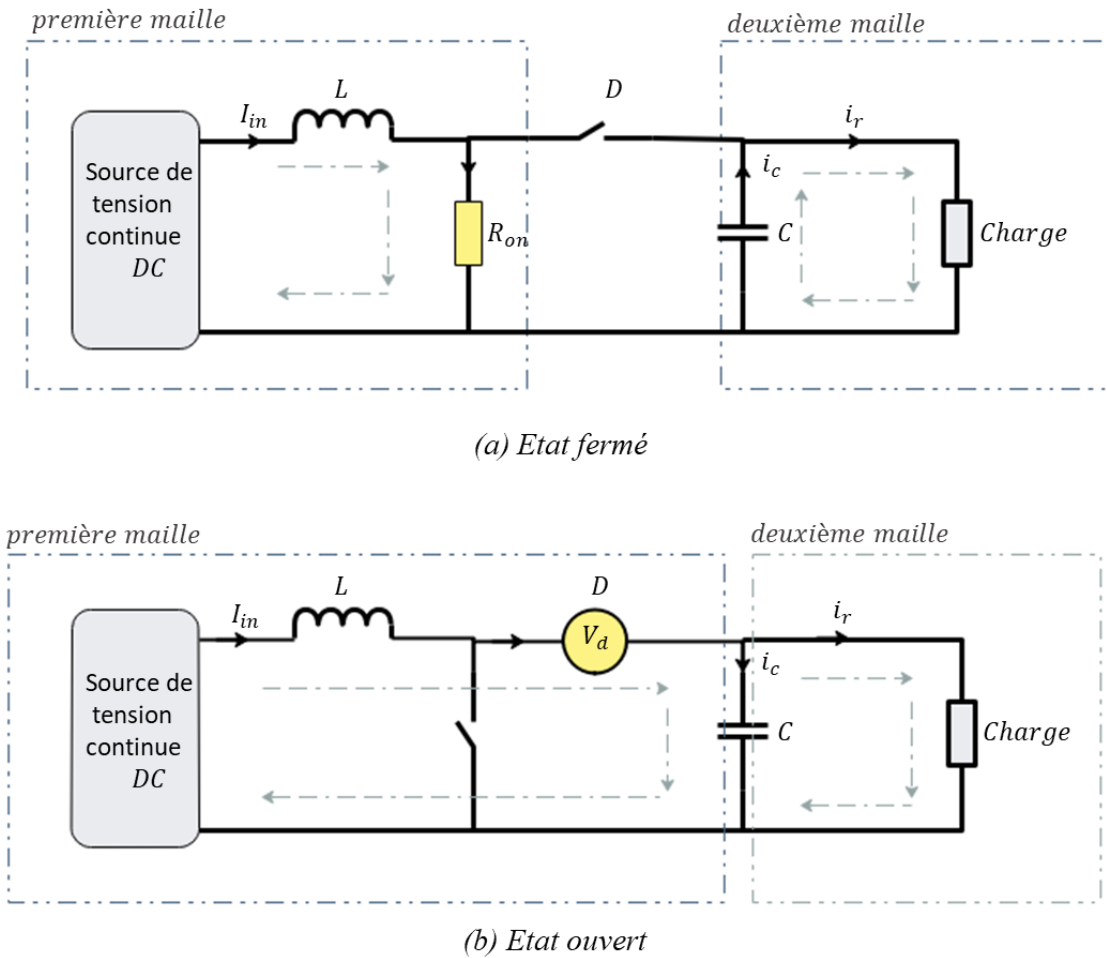 première maille
deuxième maille
L
D
I_in
i_r
Source de
tension
continue
DC
i_c
R_on
C
Charge
(a) Etat fermé
première maille
deuxième maille
L
D
I_in
i_r
V_d
Source de
tension
continue
DC
i_c
C
Charge
(b) Etat ouvert